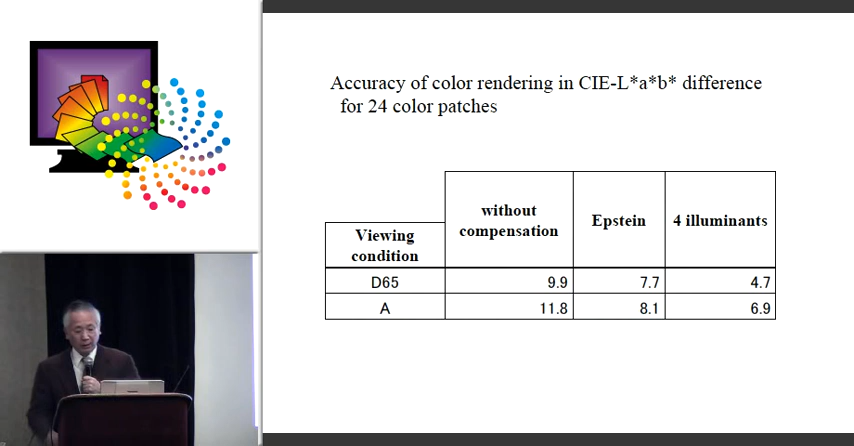 Accuracy of color rendering in CIE-L*a*b* difference
for 24 color patches
without
compensation
Epstein
4 illuminants
Viewing
condition
D65
9.9
7.7
4.7
A
11.8
8.1
6.9